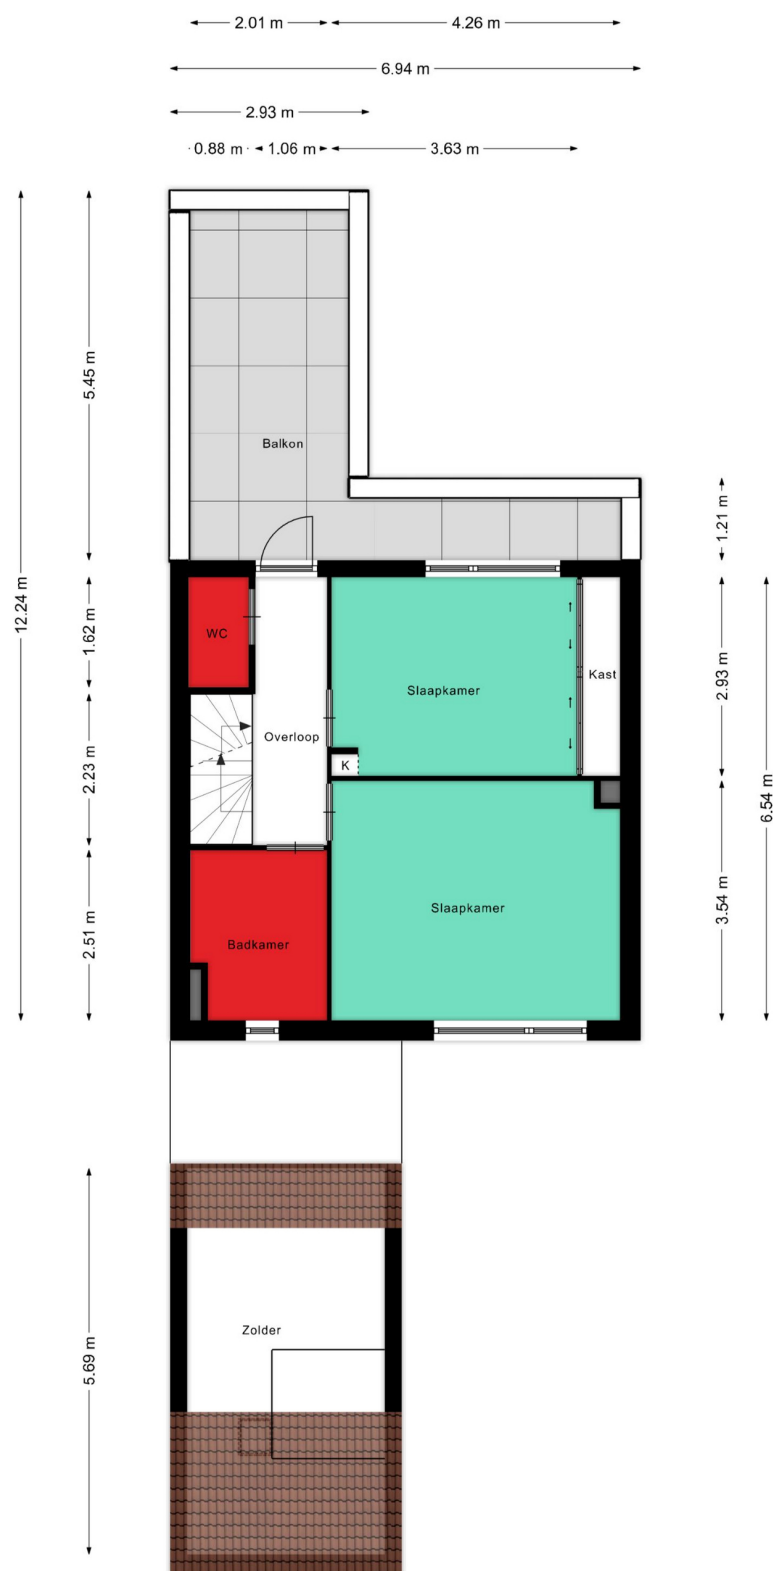 2.01 m
4.26 m
6.94 m
2.93 m
0.88 m
1.06 m
3.63 m
12.24 m
5.45 m
Balkon
1.21 m
1.62 m
WC
2.93 m
Slaapkamer
Kast
Overloop
K
2.23 m
6.54 m
3.54 m
Slaapkamer
2.51 m
Badkamer
Zolder
5.69 m